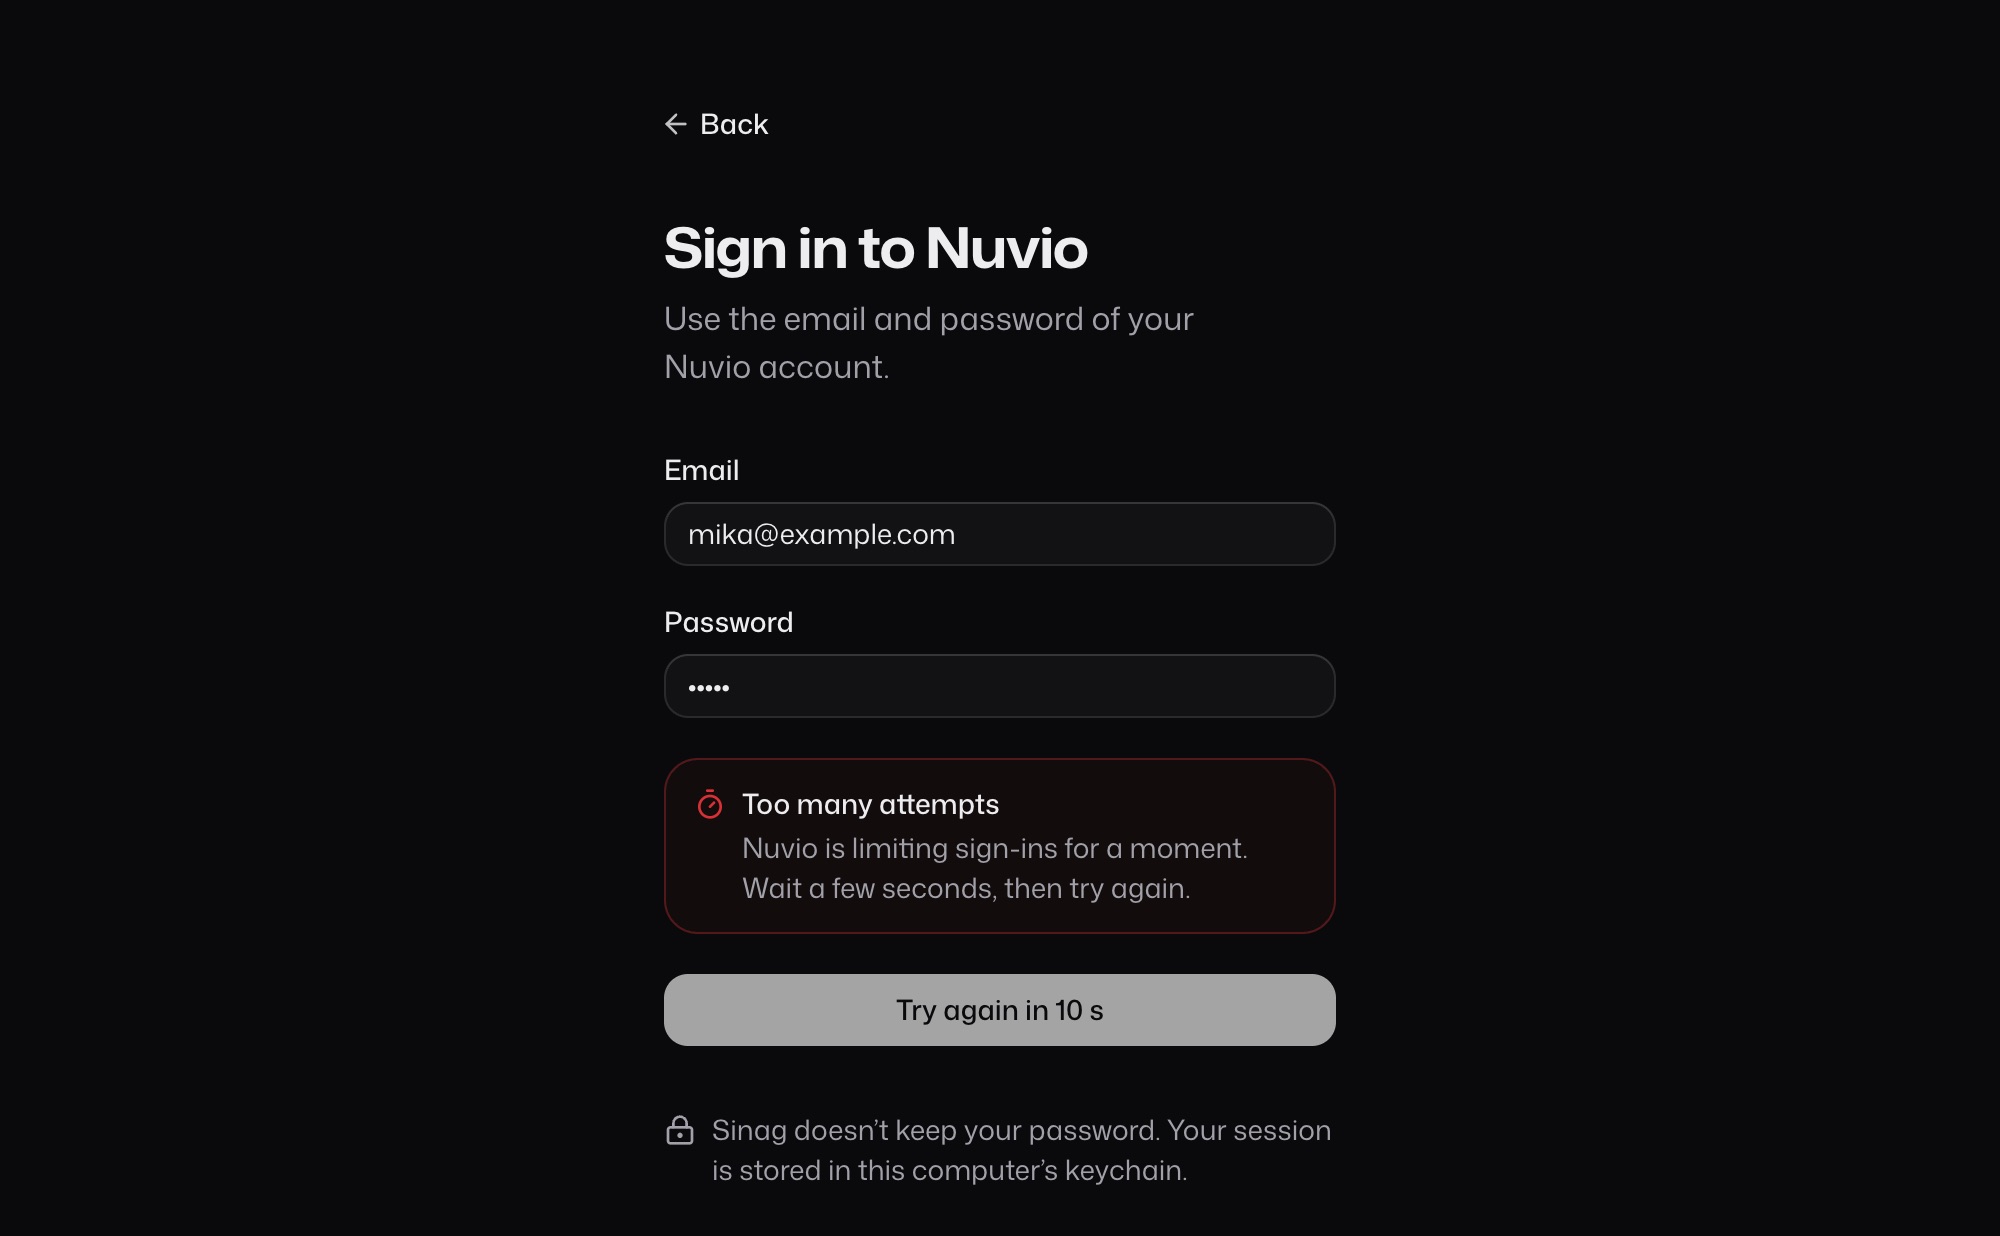 Back
Sign in to Nuvio
Use the email and password of your
Nuvio account.
Email
mika@example.com
Password
•••••
Too many attempts
Nuvio is limiting sign-ins for a moment.
Wait a few seconds, then try again.
Try again in 10 s
Sinag doesn’t keep your password. Your session
is stored in this computer’s keychain.